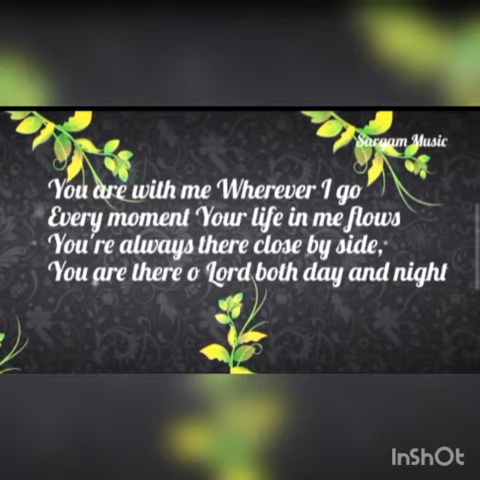 Sargam Music
You are with me Wherever I go
Every moment Your life in me flows
You're always there close by side,
You are there o Lord both day and night
InShOt